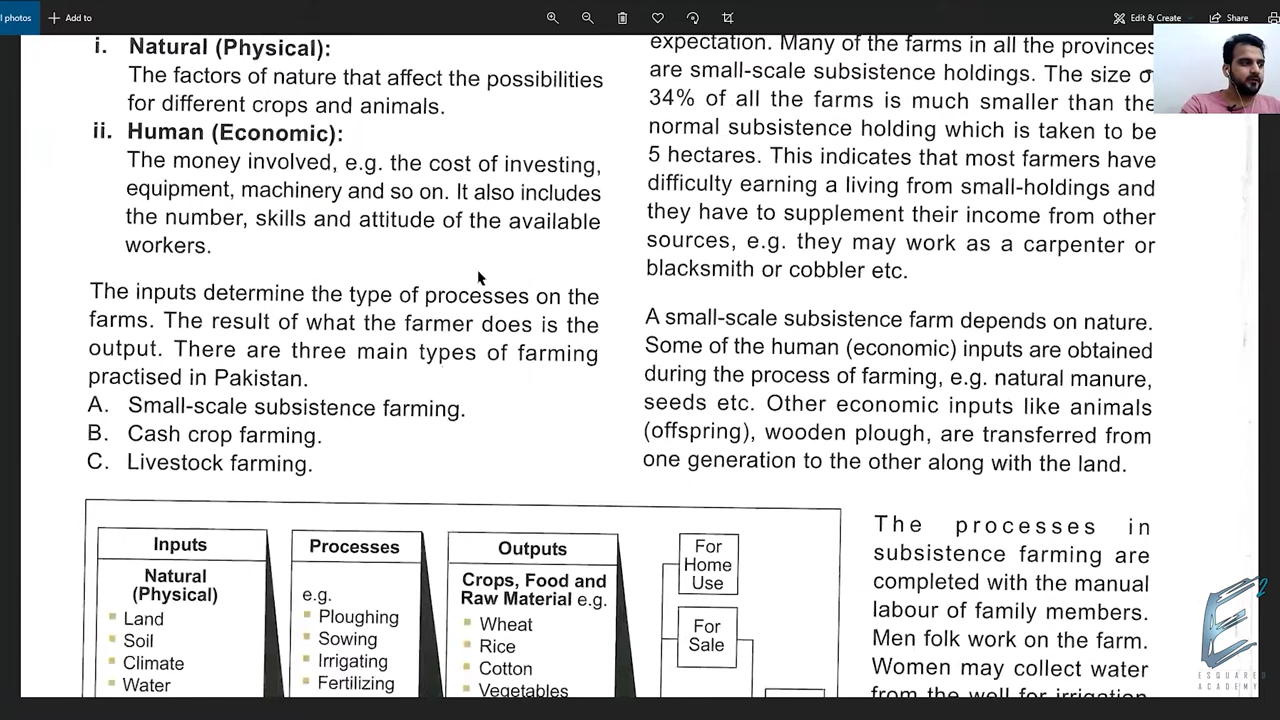 l photos
Add to
Edit & Create
Share
i. Natural (Physical):
The factors of nature that affect the possibilities
for different crops and animals.
ii. Human (Economic):
The money involved, e.g. the cost of investing,
equipment, machinery and so on. It also includes
the number, skills and attitude of the available
workers.
The inputs determine the type of processes on the
farms. The result of what the farmer does is the
output. There are three main types of farming
practised in Pakistan.
A. Small-scale subsistence farming.
B. Cash crop farming.
C. Livestock farming.
expectation. Many of the farms in all the provinces
are small-scale subsistence holdings. The size o
34% of all the farms is much smaller than the
normal subsistence holding which is taken to be
5 hectares. This indicates that most farmers have
difficulty earning a living from small-holdings and
they have to supplement their income from other
sources, e.g. they may work as a carpenter or
blacksmith or cobbler etc.
A small-scale subsistence farm depends on nature.
Some of the human (economic) inputs are obtained
during the process of farming, e.g. natural manure,
seeds etc. Other economic inputs like animals
(offspring), wooden plough, are transferred from
one generation to the other along with the land.
Inputs
Natural
(Physical)
Land
Soil
Climate
Water
Processes
e.g.
Ploughing
Sowing
Irrigating
Fertilizing
Outputs
Crops, Food and
Raw Material e.g.
Wheat
Rice
Cotton
Vegetables
For
Home
Use
For
Sale
The processes in
subsistence farming are
completed with the manual
labour of family members.
Men folk work on the farm.
Women may collect water
from the well for irrigation
E2
ESQUARED
ACADEMY